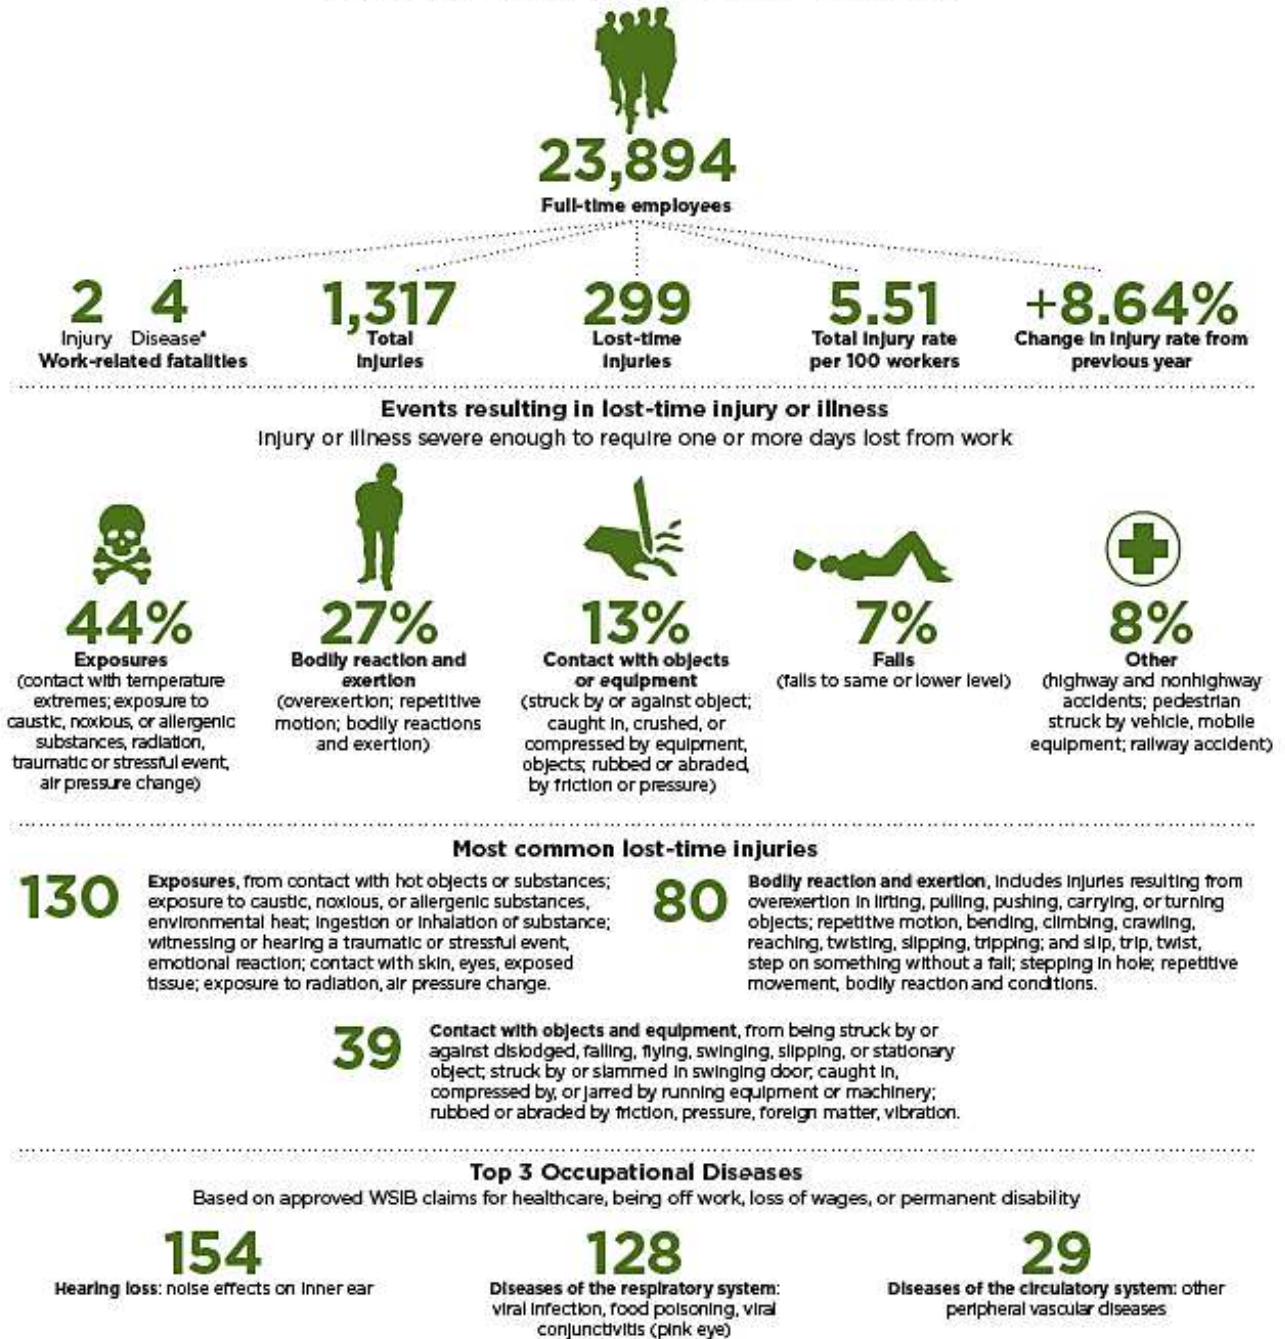 23,894
Full-time employees
2 4
Injury Disease*
Work-related fatalities
1,317
Total
injuries
299
Lost-time
injuries
5.51
Total injury rate
per 100 workers
+8.64%
Change in injury rate from
previous year
Events resulting in lost-time injury or illness
Injury or illness severe enough to require one or more days lost from work
44%
Exposures
(contact with temperature
extremes; exposure to
caustic, noxious, or allergenic
substances, radiation,
traumatic or stressful event,
air pressure change)
27%
Bodily reaction and
exertion
(overexertion; repetitive
motion; bodily reactions
and exertion)
13%
Contact with objects
or equipment
(struck by or against object;
caught in, crushed, or
compressed by equipment,
objects; rubbed or abraded,
by friction or pressure)
7%
Falls
(falls to same or lower level)
8%
Other
(highway and nonhighway
accidents; pedestrian
struck by vehicle, mobile
equipment; railway accident)
Most common lost-time injuries
130
Exposures, from contact with hot objects or substances;
exposure to caustic, noxious, or allergenic substances,
environmental heat; ingestion or inhalation of substance;
witnessing or hearing a traumatic or stressful event,
emotional reaction; contact with skin, eyes, exposed
tissue; exposure to radiation, air pressure change.
80
Bodily reaction and exertion, includes injuries resulting from
overexertion in lifting, pulling, pushing, carrying, or turning
objects; repetitive motion, bending, climbing, crawling,
reaching, twisting, slipping, tripping; and slip, trip, twist,
step on something without a fall; stepping in hole; repetitive
movement, bodily reaction and conditions.
39
Contact with objects and equipment, from being struck by or
against dislodged, falling, flying, swinging, slipping, or stationary
object; struck by or slammed in swinging door; caught in,
compressed by, or jarred by running equipment or machinery;
rubbed or abraded by friction, pressure, foreign matter, vibration.
Top 3 Occupational Diseases
Based on approved WSIB claims for healthcare, being off work, loss of wages, or permanent disability
154
Hearing loss: noise effects on inner ear
128
Diseases of the respiratory system:
viral infection, food poisoning, viral
conjunctivitis (pink eye)
29
Diseases of the circulatory system: other
peripheral vascular diseases